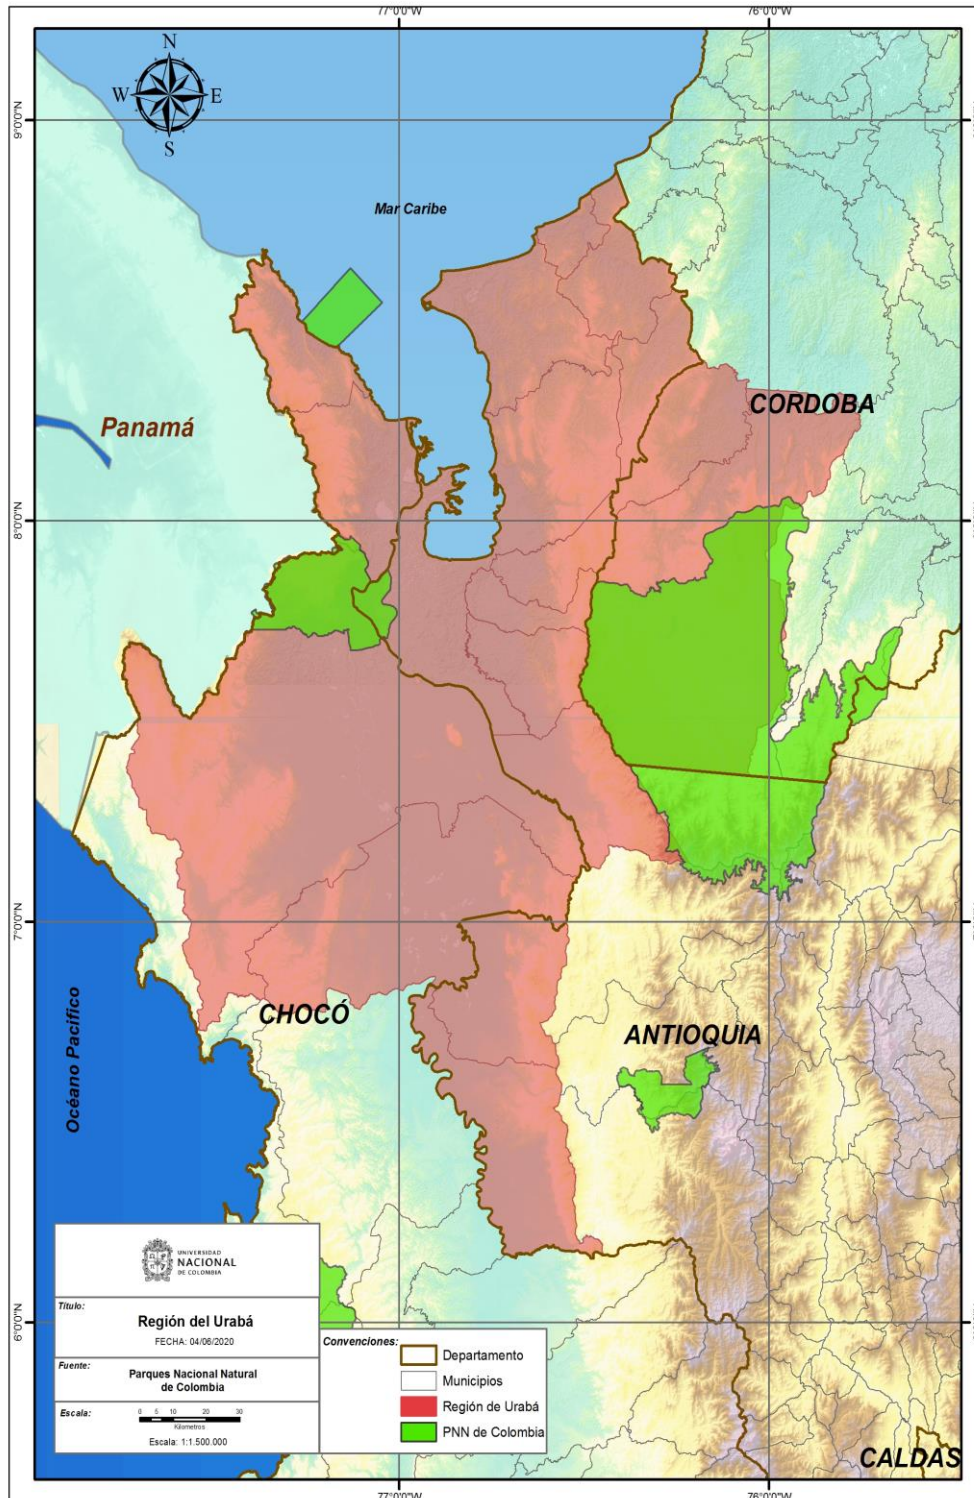 77°0'0"W
76°0'0"W
N
W
E
S
9°0'0"N
Mar Caribe
CORDOBA
Panamá
8°0'0"N
7°0'0"N
CHOCÓ
ANTIOQUIA
Océano Pacifico
UNIVERSIDAD
NACIONAL
DE COLOMBIA
Título:
Región del Urabá
FECHA: 04/06/2020
6°0'0"N
Fuente:
Parques Nacional Natural
de Colombia
Escala:
0 5 10 20 30
Kilometros
Escala: 1:1.500.000
Convenciones:
Departamento
Municipios
Región de Urabá
PNN de Colombia
CALDAS
77°0'0"W
76°0'0"W